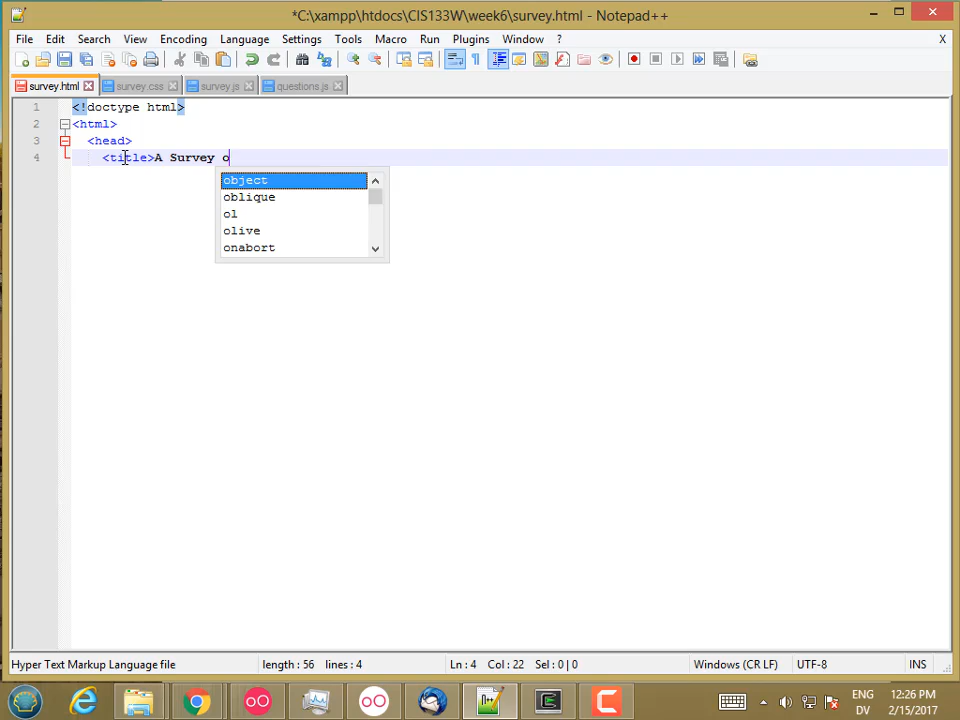 *C:\xampp\htdocs\CIS133W\week6\survey.html - Notepad++
File Edit Search View Encoding Language Settings Tools Macro Run Plugins Window ? X
survey.html survey.css survey.js questions.js
1 <!doctype html>
2 <html>
3 <head>
4 <title>A Survey o
object
oblique
ol
olive
onabort
Hyper Text Markup Language file length : 56 lines : 4 Ln : 4 Col : 22 Sel : 0 | 0 Windows (CR LF) UTF-8 INS
ENG 12:26 PM
DV 2/15/2017